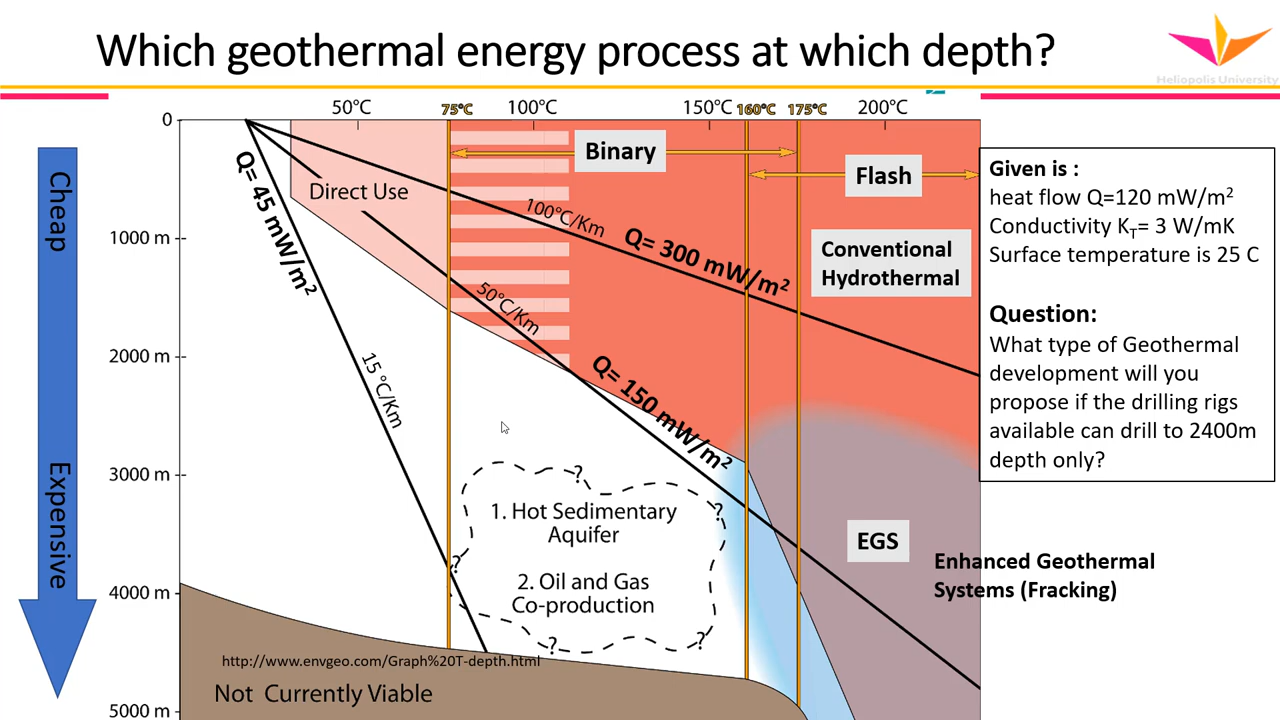 Which geothermal energy process at which depth?
Heliopolis University
50°C
75°C
100°C
150°C
160°C
175°C
200°C
0
1000 m
2000 m
3000 m
4000 m
5000 m
Cheap
Expensive
Binary
Flash
Direct Use
Q= 45 mW/m²
100°C/Km
Q= 300 mW/m²
Conventional
Hydrothermal
50°C/Km
Q= 150 mW/m²
15 °C/Km
?
?
?
?
?
?
1. Hot Sedimentary
Aquifer
2. Oil and Gas
Co-production
EGS
Enhanced Geothermal
Systems (Fracking)
http://www.envgeo.com/Graph%20T-depth.html
Not Currently Viable
Given is :
heat flow Q=120 mW/m²
Conductivity K_T= 3 W/mK
Surface temperature is 25 C
Question:
What type of Geothermal
development will you
propose if the drilling rigs
available can drill to 2400m
depth only?